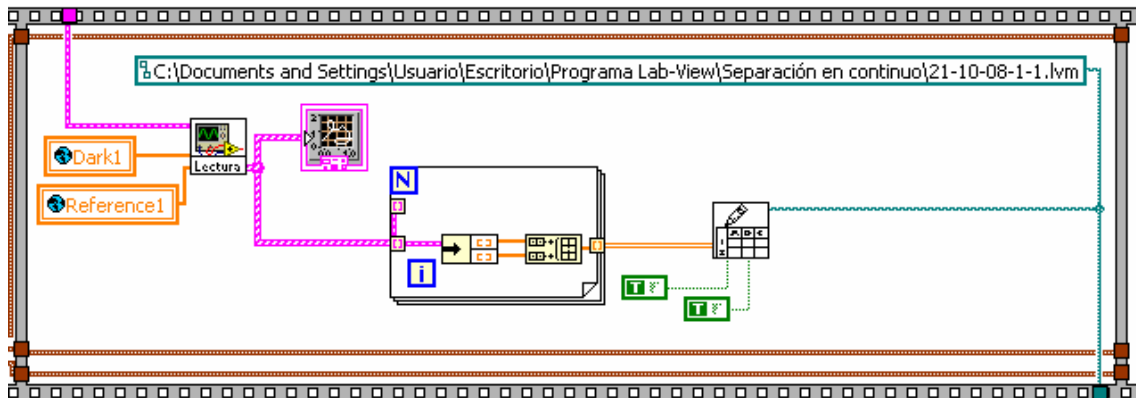 C:\Documents and Settings\Usuario\Escritorio\Programa Lab-View\Separación en continuo\21-10-08-1-1.lvm
Dark1
Lectura
Reference1
N
i
T
T